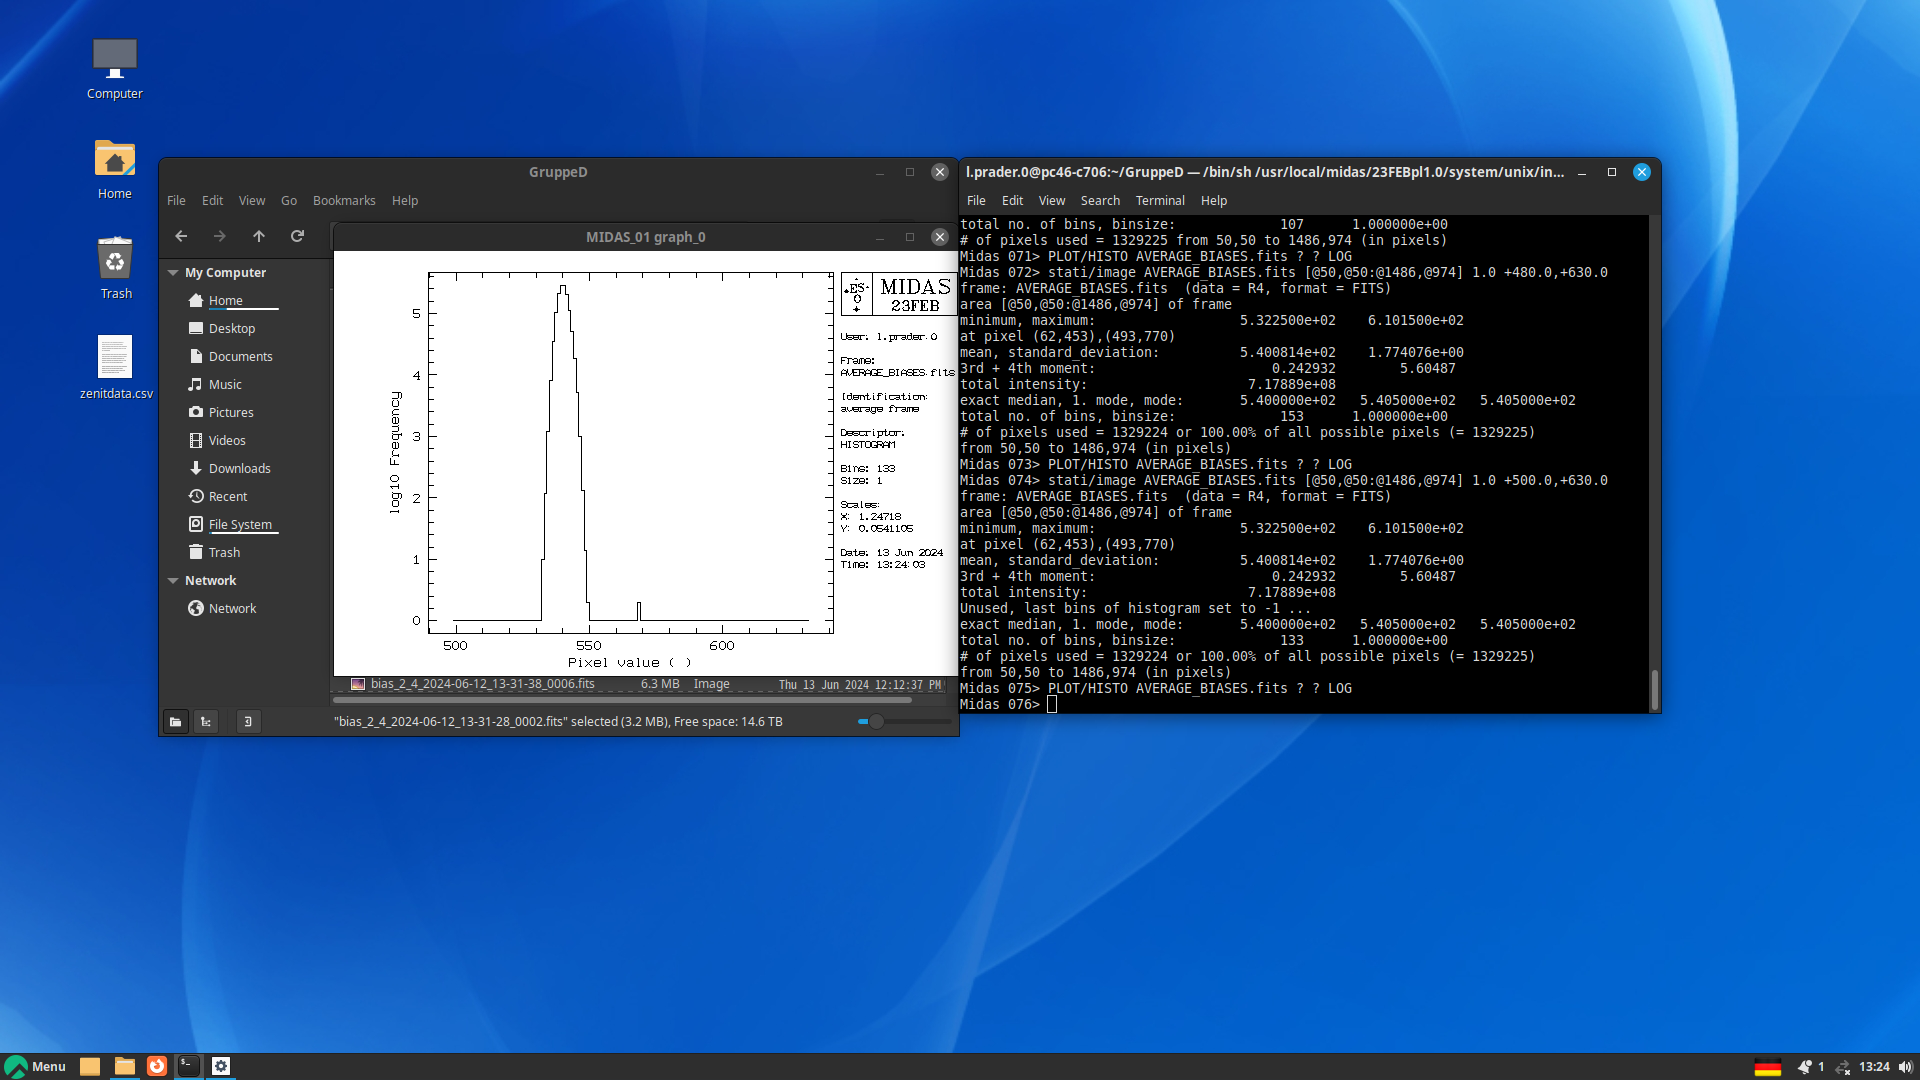 Computer
Home
Trash
zenitdata.csv
GruppeD
File Edit View Go Bookmarks Help
My Computer
Home
Desktop
Documents
Music
Pictures
Videos
Downloads
Recent
File System
Trash
Network
Network
MIDAS_01 graph_0
log10 Frequency
5
4
3
2
1
0
500 550 600
Pixel value ( )
ES
O
MIDAS
23FEB
User: l.prader.0
Frame:
AVERAGE_BIASES.fits
Identification:
average frame
Descriptor:
HISTOGRAM
Bins: 133
Size: 1
Scales:
X: 1.24718
Y: 0.0541105
Date: 13 Jun 2024
Time: 13:24:03
bias_2_4_2024-06-12_13-31-38_0006.fits 6.3 MB Image Thu 13 Jun 2024 12:12:37 PM
"bias_2_4_2024-06-12_13-31-28_0002.fits" selected (3.2 MB), Free space: 14.6 TB
l.prader.0@pc46-c706:~/GruppeD — /bin/sh /usr/local/midas/23FEBpl1.0/system/unix/in...
File Edit View Search Terminal Help
total no. of bins, binsize: 107 1.000000e+00
# of pixels used = 1329225 from 50,50 to 1486,974 (in pixels)
Midas 071> PLOT/HISTO AVERAGE_BIASES.fits ? ? LOG
Midas 072> stati/image AVERAGE_BIASES.fits [@50,@50:@1486,@974] 1.0 +480.0,+630.0
frame: AVERAGE_BIASES.fits (data = R4, format = FITS)
area [@50,@50:@1486,@974] of frame
minimum, maximum: 5.322500e+02 6.101500e+02
at pixel (62,453),(493,770)
mean, standard_deviation: 5.400814e+02 1.774076e+00
3rd + 4th moment: 0.242932 5.60487
total intensity: 7.17889e+08
exact median, 1. mode, mode: 5.400000e+02 5.405000e+02 5.405000e+02
total no. of bins, binsize: 153 1.000000e+00
# of pixels used = 1329224 or 100.00% of all possible pixels (= 1329225)
from 50,50 to 1486,974 (in pixels)
Midas 073> PLOT/HISTO AVERAGE_BIASES.fits ? ? LOG
Midas 074> stati/image AVERAGE_BIASES.fits [@50,@50:@1486,@974] 1.0 +500.0,+630.0
frame: AVERAGE_BIASES.fits (data = R4, format = FITS)
area [@50,@50:@1486,@974] of frame
minimum, maximum: 5.322500e+02 6.101500e+02
at pixel (62,453),(493,770)
mean, standard_deviation: 5.400814e+02 1.774076e+00
3rd + 4th moment: 0.242932 5.60487
total intensity: 7.17889e+08
Unused, last bins of histogram set to -1 ...
exact median, 1. mode, mode: 5.400000e+02 5.405000e+02 5.405000e+02
total no. of bins, binsize: 133 1.000000e+00
# of pixels used = 1329224 or 100.00% of all possible pixels (= 1329225)
from 50,50 to 1486,974 (in pixels)
Midas 075> PLOT/HISTO AVERAGE_BIASES.fits ? ? LOG
Midas 076>
Menu
1 13:24